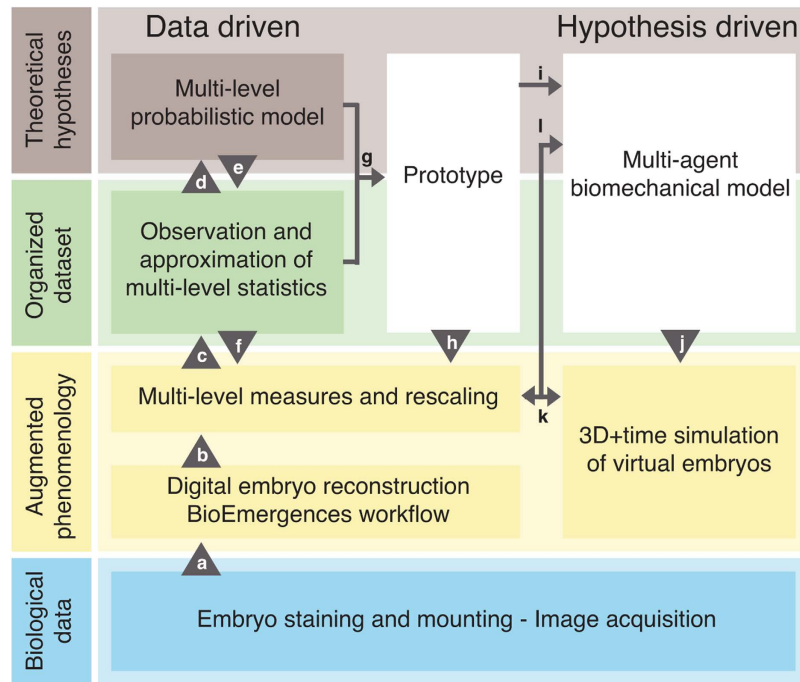 Data driven
Hypothesis driven
Theoretical
hypotheses
Multi-level
probabilistic model
d
e
g
Prototype
i
l
Multi-agent
biomechanical model
Organized
dataset
Observation and
approximation of
multi-level statistics
c
f
h
j
Augmented
phenomenology
Multi-level measures and rescaling
k
3D+time simulation
of virtual embryos
b
Digital embryo reconstruction
BioEmergences workflow
a
Biological
data
Embryo staining and mounting - Image acquisition